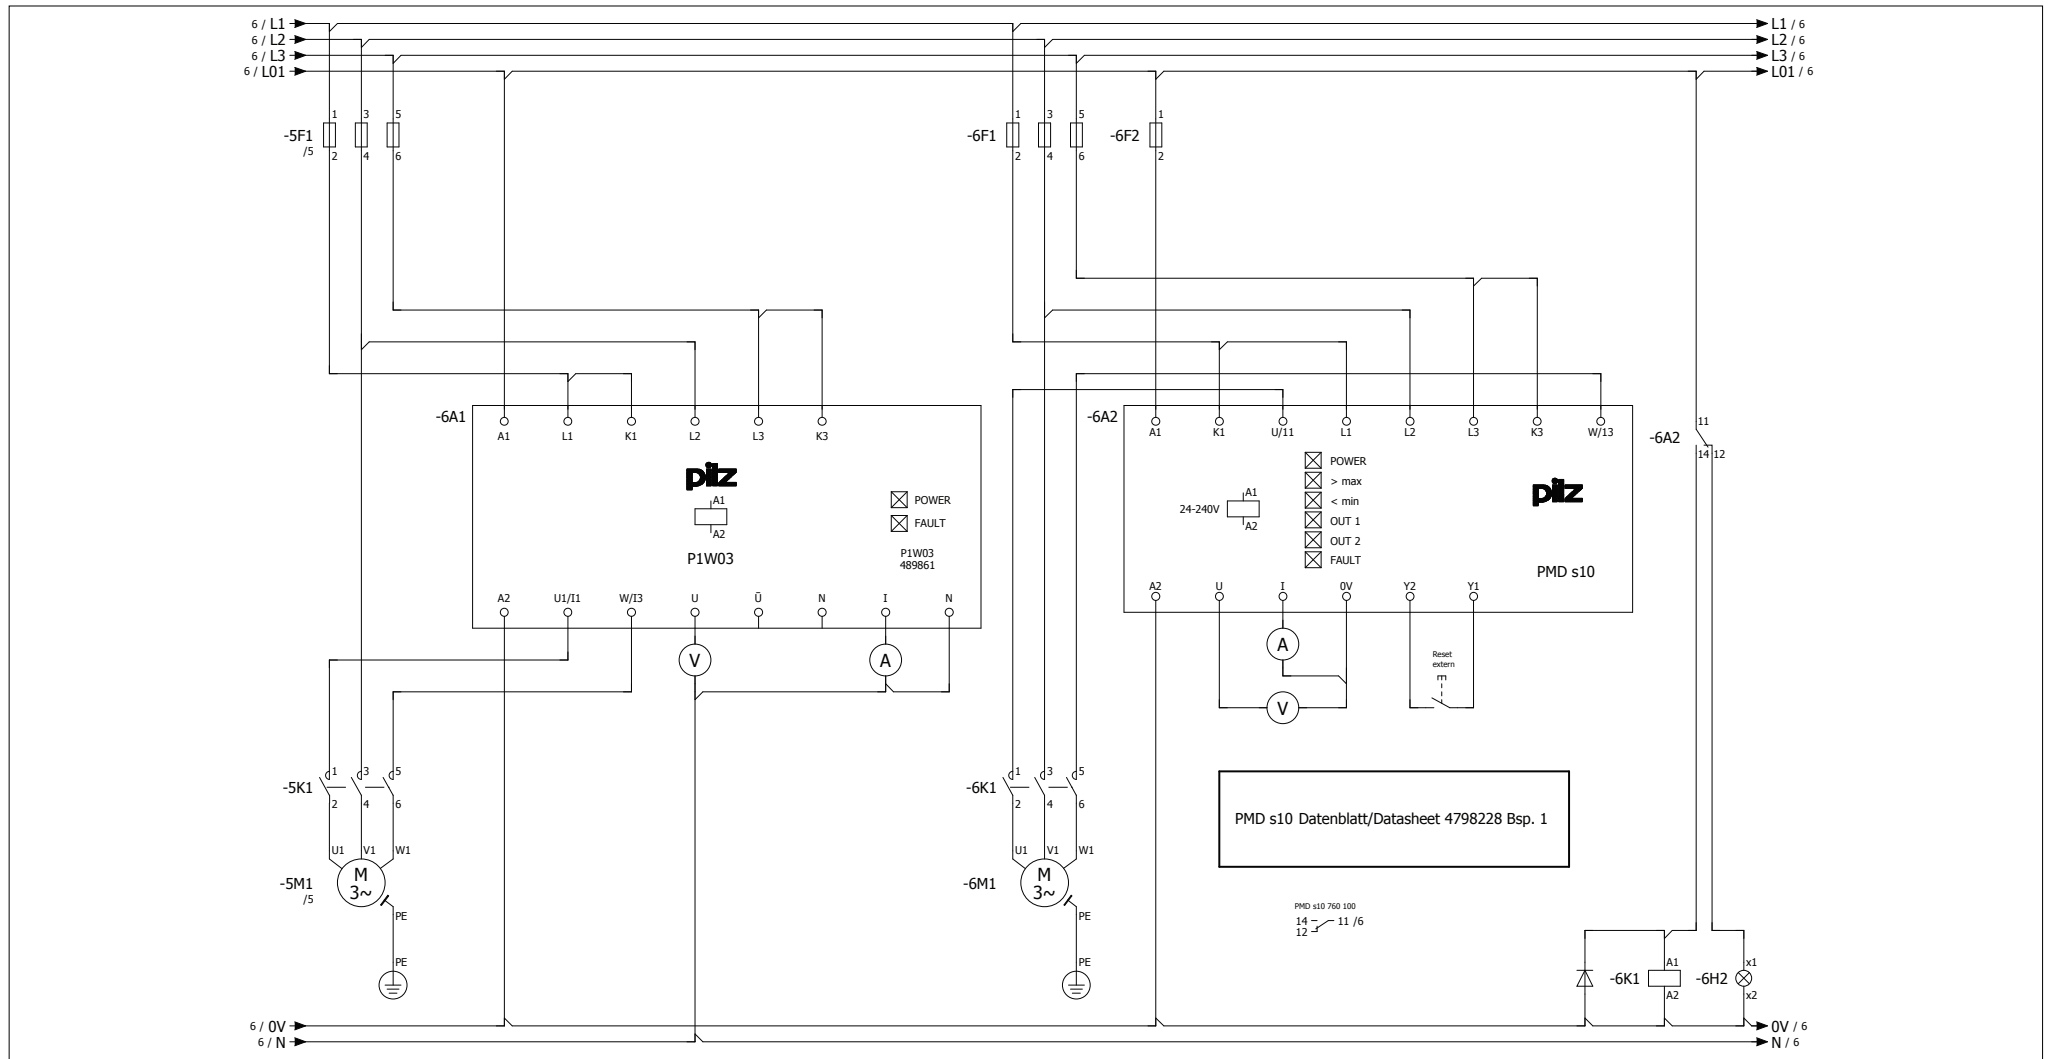 6 / L1
L1 / 6
6 / L2
L2 / 6
6 / L3
L3 / 6
6 / L01
L01 / 6
1 3 5
-5F1
/5
2 4 6
1 3 5
-6F1
2 4 6
1
-6F2
2
-6A1
A1 L1 K1 L2 L3 K3
pilz
A1
A2
P1W03
POWER
FAULT
P1W03
489861
A2 U1/I1 W/I3 U Ü N I N
V
A
-6A2
A1 K1 U/11 L1 L2 L3 K3 W/13
24-240V
A1
A2
POWER
> max
< min
OUT 1
OUT 2
FAULT
pilz
PMD s10
A2 U I 0V Y2 Y1
A
V
Reset
extern
11
-6A2
14 12
1 3 5
-5K1
2 4 6
U1 V1 W1
-5M1
/5
M
3~
PE
PE
1 3 5
-6K1
2 4 6
U1 V1 W1
-6M1
M
3~
PE
PE
PMD s10 Datenblatt/Datasheet 4798228 Bsp. 1
PMD s10 760 100
14 11 /6
12
-6K1
A1
A2
-6H2
x1
x2
6 / 0V
0V / 6
6 / N
N / 6